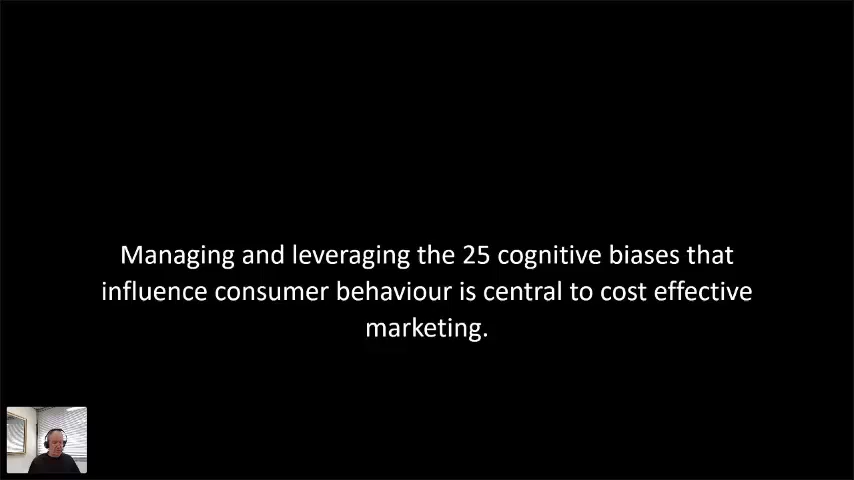 Managing and leveraging the 25 cognitive biases that
influence consumer behaviour is central to cost effective
marketing.